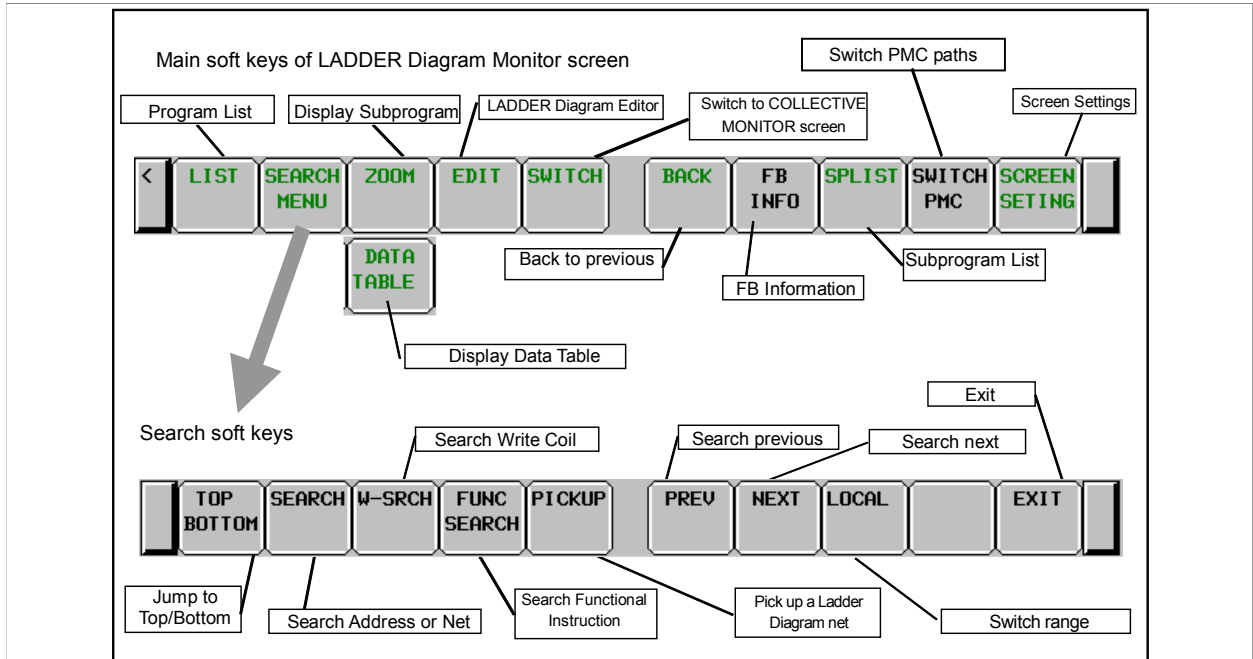 Main soft keys of LADDER Diagram Monitor screen
Switch PMC paths
Program List
Display Subprogram
LADDER Diagram Editor
Switch to COLLECTIVE
MONITOR screen
Screen Settings
<
LIST
SEARCH
MENU
ZOOM
EDIT
SWITCH
BACK
FB
INFO
SPLIST
SWITCH
PMC
SCREEN
SETING
DATA
TABLE
Back to previous
FB Information
Subprogram List
Display Data Table
Exit
Search soft keys
Search Write Coil
Search previous
Search next
TOP
BOTTOM
SEARCH
W-SRCH
FUNC
SEARCH
PICKUP
PREV
NEXT
LOCAL
EXIT
Jump to
Top/Bottom
Search Address or Net
Search Functional
Instruction
Pick up a Ladder
Diagram net
Switch range